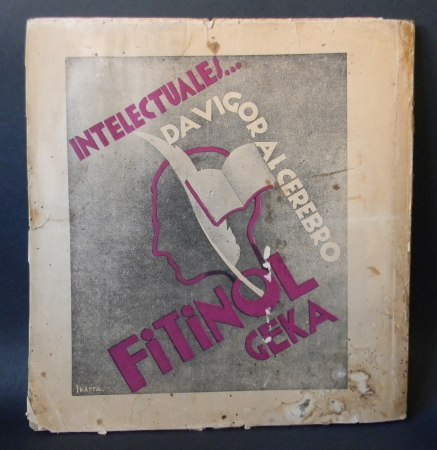 INTELECTUALES...
DA VIGOR AL CEREBRO
FiTiNOL
GEKA